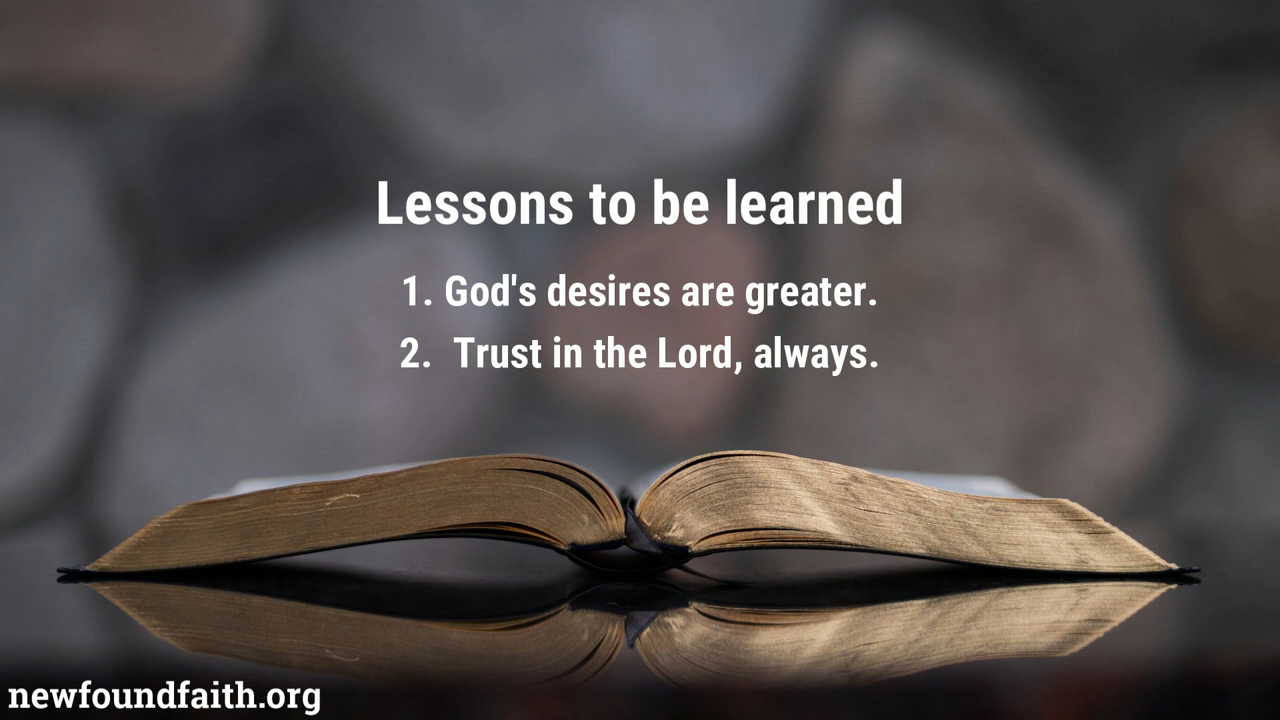 Lessons to be learned
1. God's desires are greater.
2. Trust in the Lord, always.
newfoundfaith.org